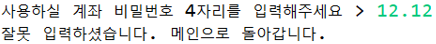 사용하실 계좌 비밀번호 4자리를 입력해주세요 > 12.12
잘못 입력하셨습니다. 메인으로 돌아갑니다.